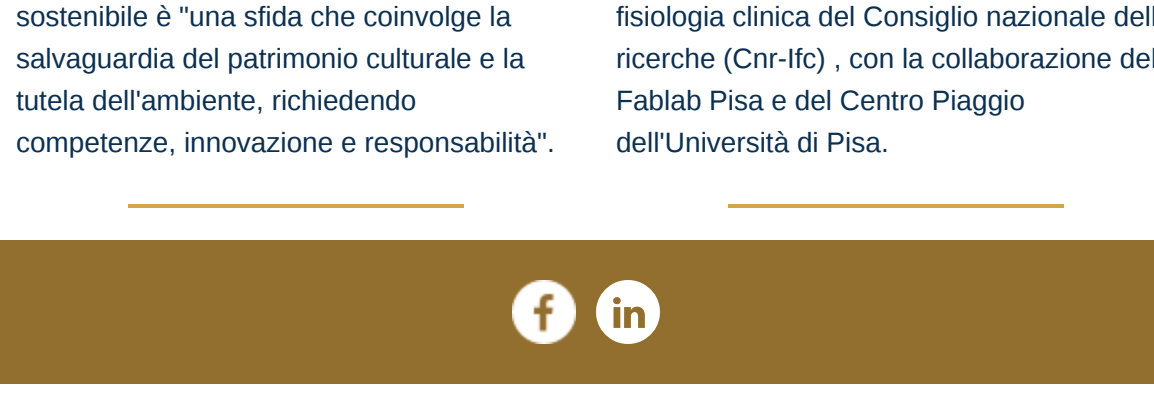 sostenibile è "una sfida che coinvolge la
salvaguardia del patrimonio culturale e la
tutela dell'ambiente, richiedendo
competenze, innovazione e responsabilità".
fisiologia clinica del Consiglio nazionale
ricerche (Cnr-Ifc) , con la collaborazione
Fablab Pisa e del Centro Piaggio
dell'Università di Pisa.
f
in